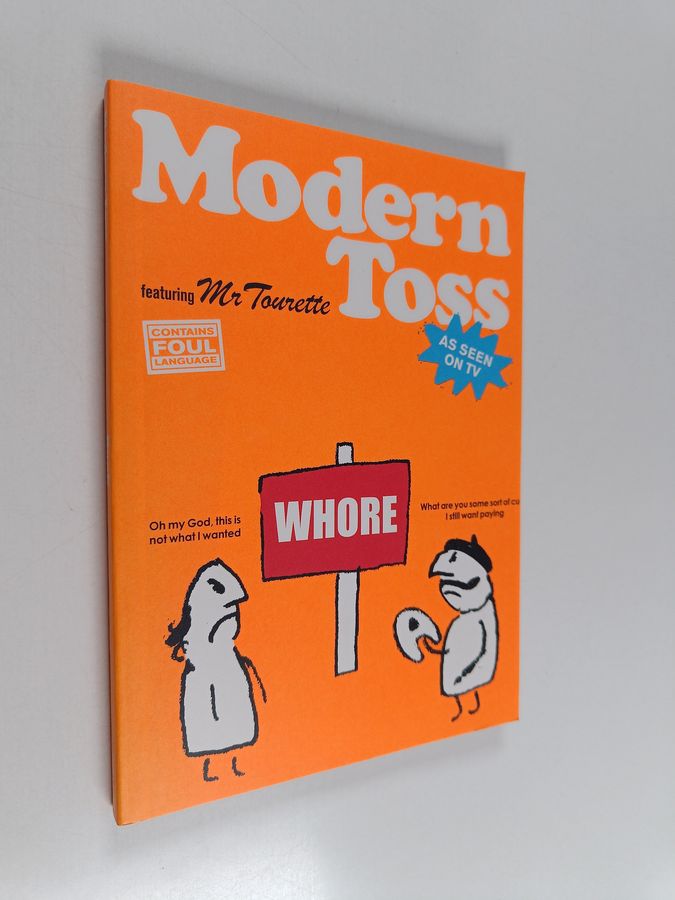 Modern
Toss
featuring Mr Tourette
CONTAINS
FOUL
LANGUAGE
AS SEEN
ON TV
WHORE
Oh my God, this is
not what I wanted
What are you some sort of cu
I still want paying